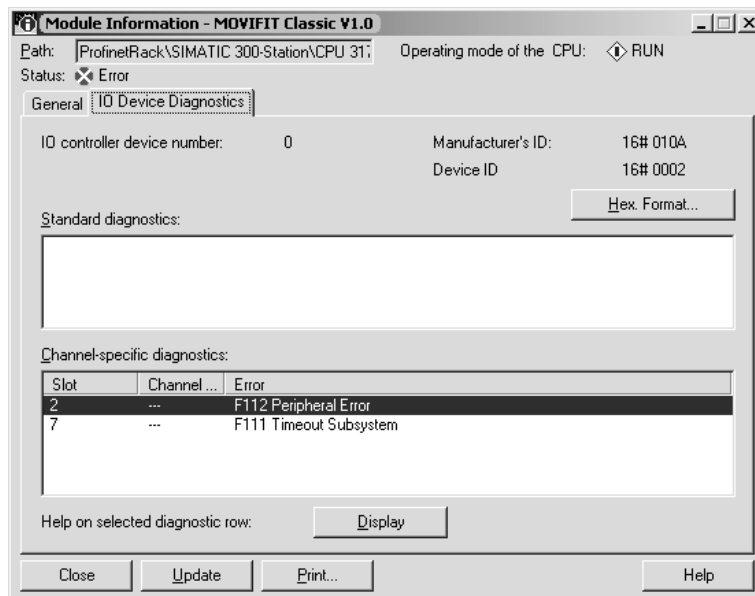 Module Information - MOVIFIT Classic V1.0
Path: ProfinetRack\SIMATIC 300-Station\CPU 317 Operating mode of the CPU: RUN
Status: Error
General IO Device Diagnostics
IO controller device number: 0 Manufacturer's ID: 16# 010A
Device ID 16# 0002
Hex. Format...
Standard diagnostics:
Channel-specific diagnostics:
Slot Channel ... Error
2 --- F112 Peripheral Error
7 --- F111 Timeout Subsystem
Help on selected diagnostic row: Display
Close Update Print... Help